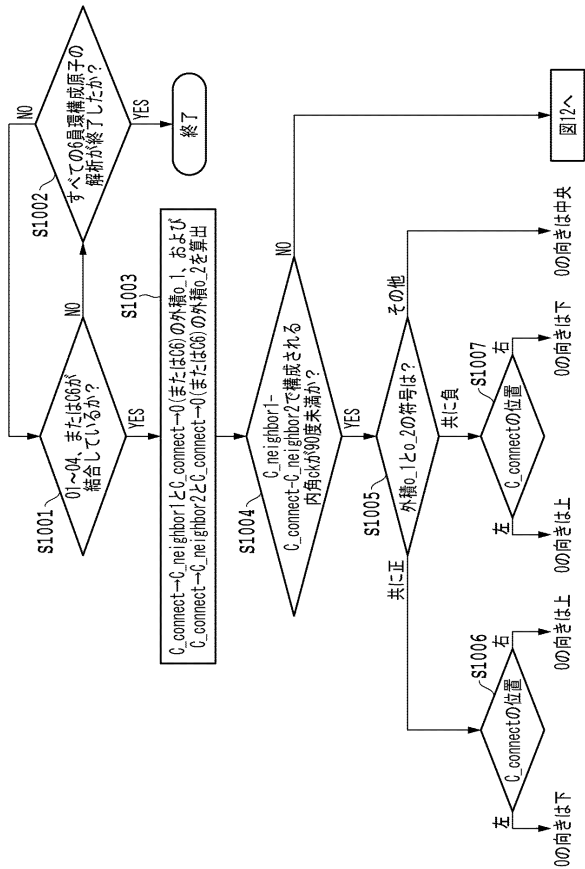 S1001
O1~O4、またはC6が
結合しているか？
NO
YES
S1002
すべての6員環構成原子の
解析が終了したか？
NO
YES
終了
S1003
C_connect→C_neighbor1とC_connect→O(またはC6)の外積o_1、および
C_connect→C_neighbor2とC_connect→O(またはC6)の外積o_2を算出
S1004
C_neighbor1-
C_connect-C_neighbor2で構成される
内角ckが90度未満か？
NO
YES
図12へ
S1005
外積o_1とo_2の符号は？
共に正
共に負
その他
S1006
C_connectの位置
左
右
Oの向きは下
Oの向きは上
S1007
C_connectの位置
左
右
Oの向きは上
Oの向きは下
Oの向きは中央